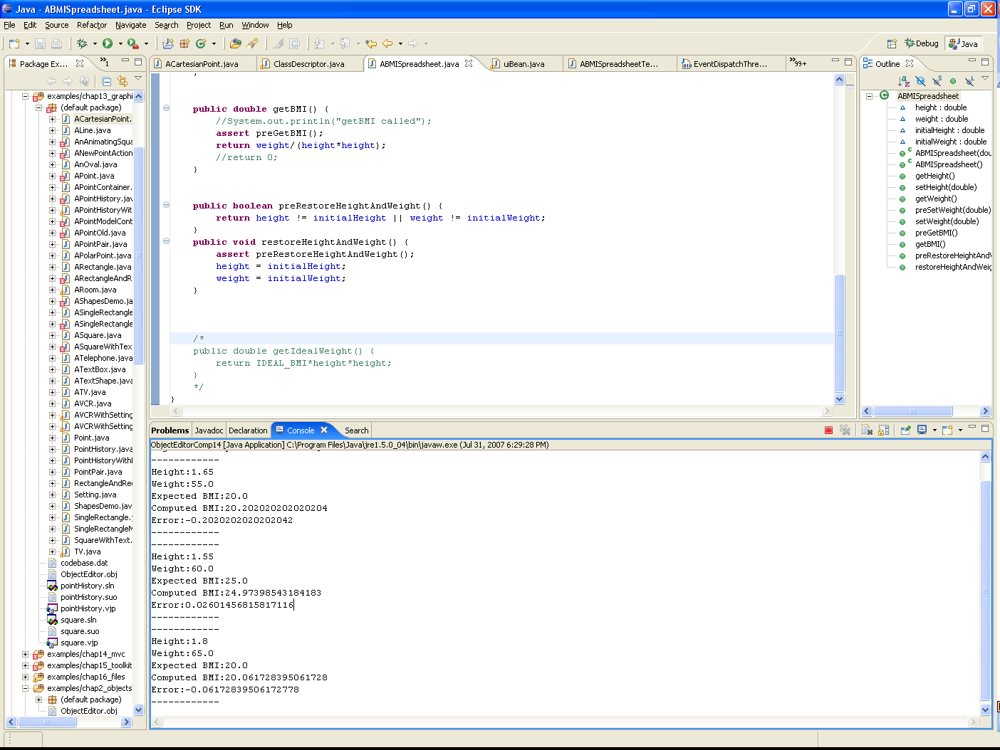 Java - ABMISpreadsheet.java - Eclipse SDK
File Edit Source Refactor Navigate Search Project Run Window Help
Debug Java
Package Ex... »1
ACartesianPoint.java ClassDescriptor.java ABMISpreadsheet.java uiBean.java ABMISpreadsheetTe... EventDispatchThre... »99+
Outline
examples/chap13_graphi
(default package)
ACartesianPoint.
ALine.java
AnAnimatingSqua
ANewPointAction
AnOval.java
APoint.java
APointContainer.
APointHistory.jav
APointHistoryWit
APointModelCont
APointOld.java
APointPair.java
APolarPoint.java
ARectangle.java
ARectangleAndR
ARoom.java
AShapesDemo.ja
ASingleRectangle
ASingleRectangle
ASquare.java
ASquareWithTex
ATelephone.java
ATextBox.java
ATextShape.java
ATV.java
AVCR.java
AVCRWithSetting
AVCRWithSetting
Point.java
PointHistory.java
PointHistoryWith
PointPair.java
RectangleAndRec
Setting.java
ShapesDemo.jav
SingleRectangle.j
SingleRectangleM
SquareWithText.
TV.java
codebase.dat
ObjectEditor.obj
pointHistory.sln
pointHistory.suo
pointHistory.vjp
square.sln
square.suo
square.vjp
examples/chap14_mvc
examples/chap15_toolkit
examples/chap16_files
examples/chap2_objects
(default package)
ObjectEditor.obj
}
public double getBMI() {
//System.out.println("getBMI called");
assert preGetBMI();
return weight/(height*height);
//return 0;
}
public boolean preRestoreHeightAndWeight() {
return height != initialHeight || weight != initialWeight;
}
public void restoreHeightAndWeight() {
assert preRestoreHeightAndWeight();
height = initialHeight;
weight = initialWeight;
}
/*
public double getIdealWeight() {
return IDEAL_BMI*height*height;
}
*/
}
ABMISpreadsheet
height : double
weight : double
initialHeight : double
initialWeight : double
ABMISpreadsheet(dou
ABMISpreadsheet()
getHeight()
setHeight(double)
getWeight()
preSetWeight(double)
setWeight(double)
preGetBMI()
getBMI()
preRestoreHeightAndV
restoreHeightAndWeig
Problems Javadoc Declaration Console Search
ObjectEditorComp14 [Java Application] C:\Program Files\Java\jre1.5.0_04\bin\javaw.exe (Jul 31, 2007 6:29:28 PM)
------------
Height:1.65
Weight:55.0
Expected BMI:20.0
Computed BMI:20.202020202020204
Error:-0.2020202020202042
------------
------------
Height:1.55
Weight:60.0
Expected BMI:25.0
Computed BMI:24.97398543184183
Error:0.02601456815817116
------------
------------
Height:1.8
Weight:65.0
Expected BMI:20.0
Computed BMI:20.061728395061728
Error:-0.06172839506172778
------------